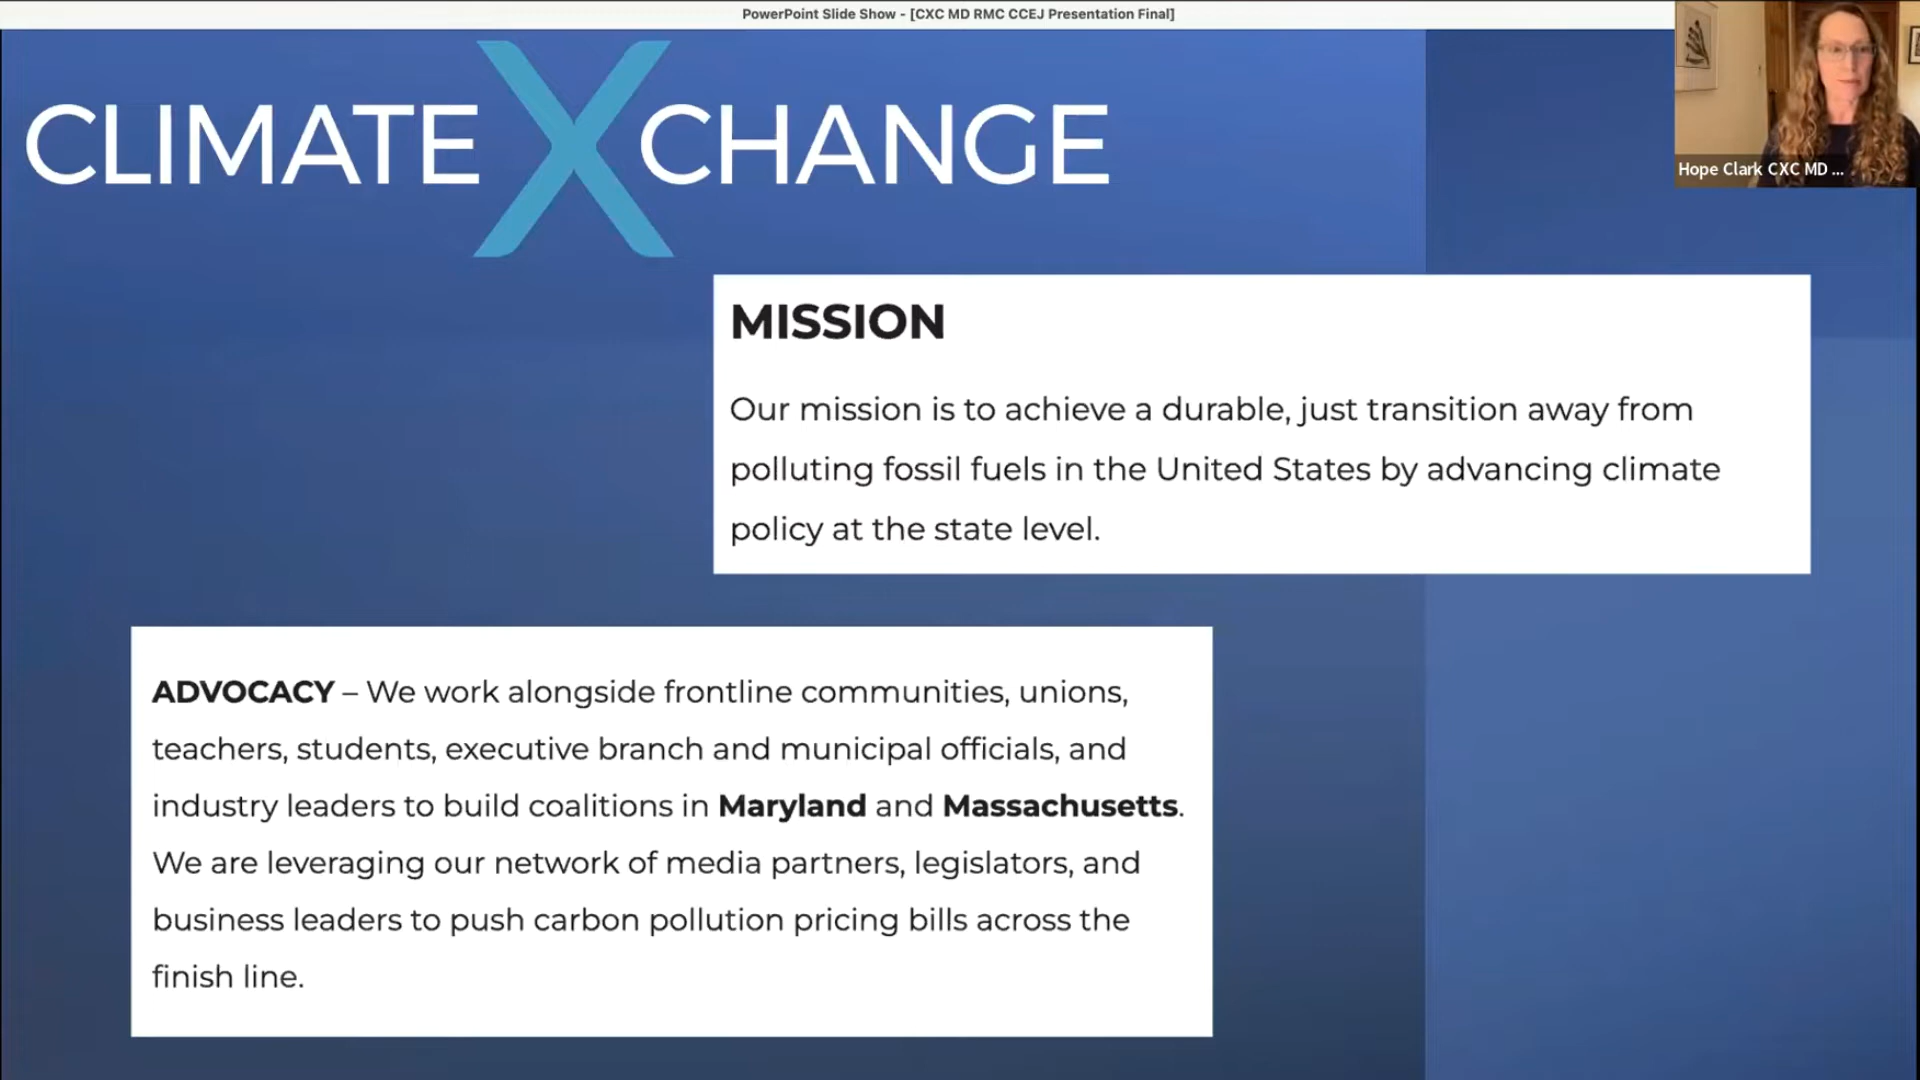 PowerPoint Slide Show - [CXC MD RMC CCEJ Presentation Final]
CLIMATE XCHANGE
Hope Clark CXC MD ...
MISSION
Our mission is to achieve a durable, just transition away from
polluting fossil fuels in the United States by advancing climate
policy at the state level.
ADVOCACY – We work alongside frontline communities, unions,
teachers, students, executive branch and municipal officials, and
industry leaders to build coalitions in Maryland and Massachusetts.
We are leveraging our network of media partners, legislators, and
business leaders to push carbon pollution pricing bills across the
finish line.